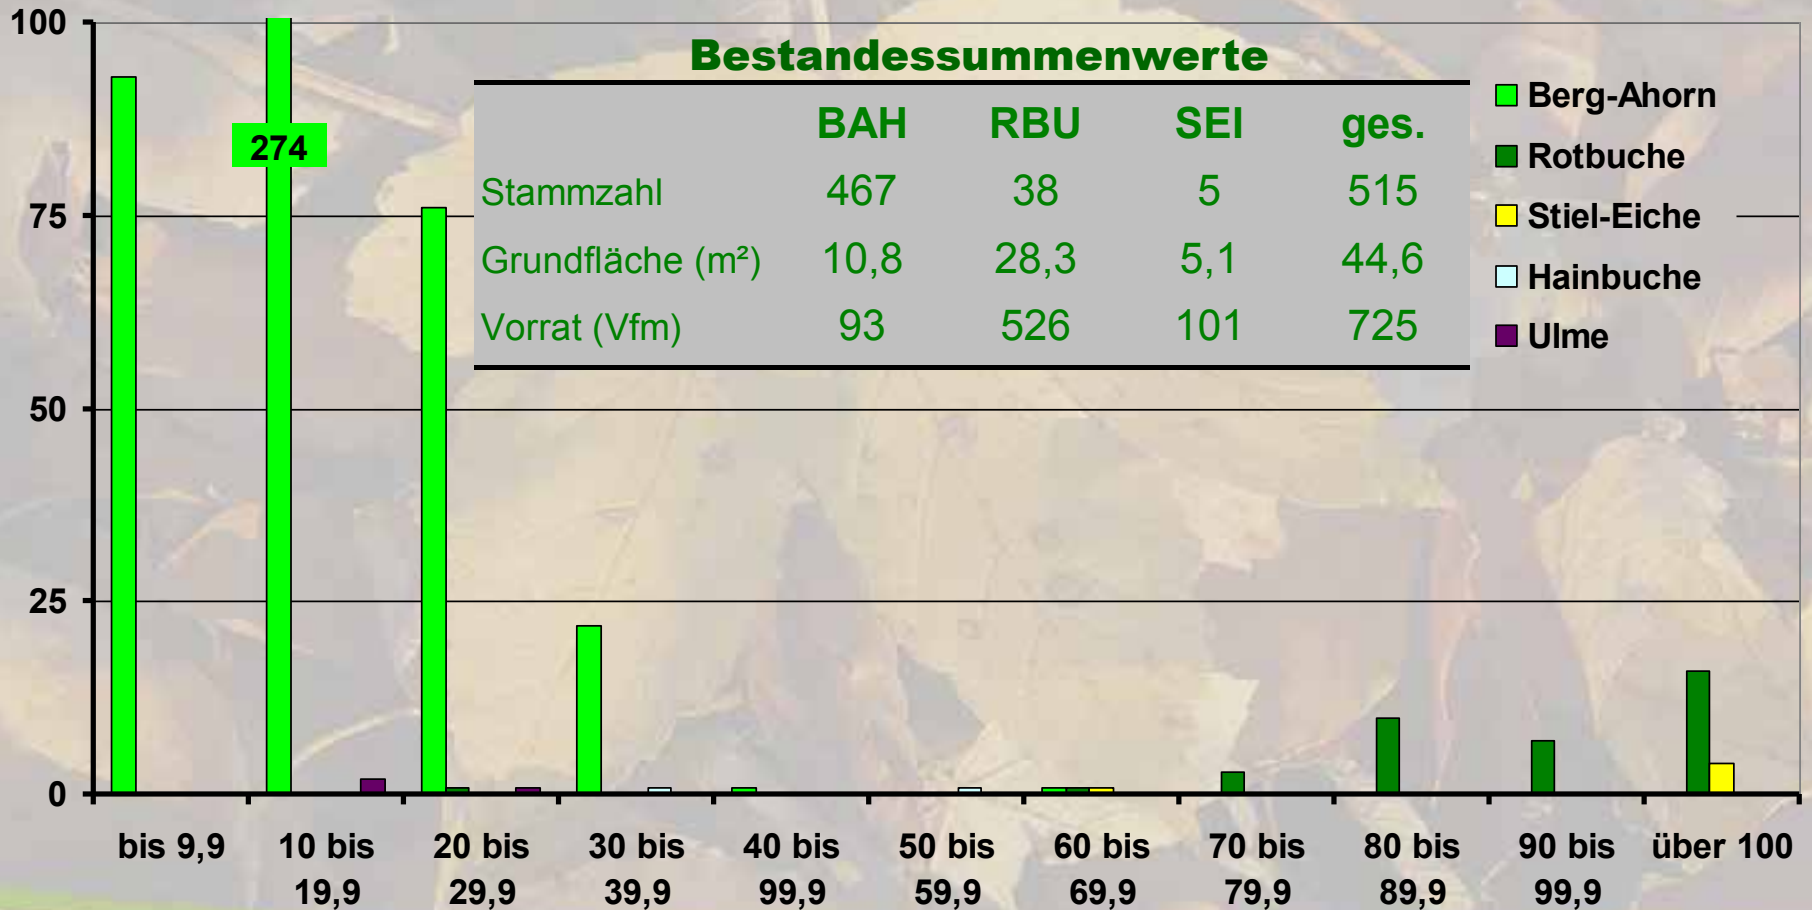 100
75
50
25
0
274
Bestandessummenwerte
BAH RBU SEI ges.
Stammzahl 467 38 5 515
Grundfläche (m²) 10,8 28,3 5,1 44,6
Vorrat (Vfm) 93 526 101 725
Berg-Ahorn
Rotbuche
Stiel-Eiche
Hainbuche
Ulme
bis 9,9
10 bis
19,9
20 bis
29,9
30 bis
39,9
40 bis
99,9
50 bis
59,9
60 bis
69,9
70 bis
79,9
80 bis
89,9
90 bis
99,9
über 100